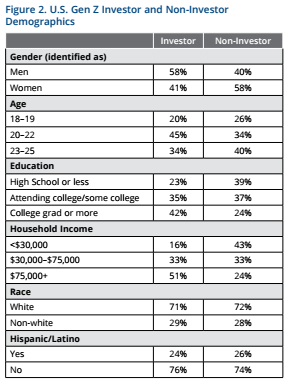 Figure 2. U.S. Gen Z Investor and Non-Investor
Demographics
Investor Non-Investor
Gender (identified as)
Men 58% 40%
Women 41% 58%
Age
18–19 20% 26%
20–22 45% 34%
23–25 34% 40%
Education
High School or less 23% 39%
Attending college/some college 35% 37%
College grad or more 42% 24%
Household Income
<$30,000 16% 43%
$30,000–$75,000 33% 33%
$75,000+ 51% 24%
Race
White 71% 72%
Non-white 29% 28%
Hispanic/Latino
Yes 24% 26%
No 76% 74%